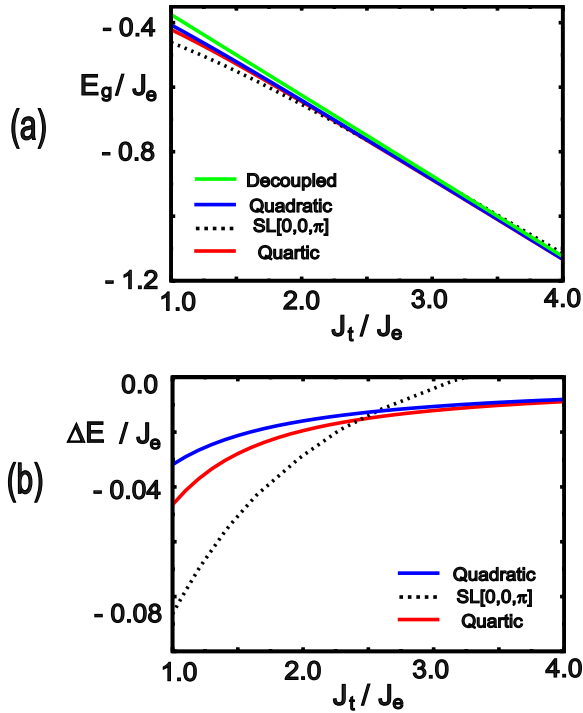 - 0.4
E_g / J_e
(a)
- 0.8
Decoupled
Quadratic
SL[0,0,π]
Quartic
- 1.2
1.0 2.0 3.0 4.0
J_t / J_e
0.0
ΔE / J_e
(b)
- 0.04
Quadratic
SL[0,0,π]
Quartic
- 0.08
1.0 2.0 3.0 4.0
J_t / J_e